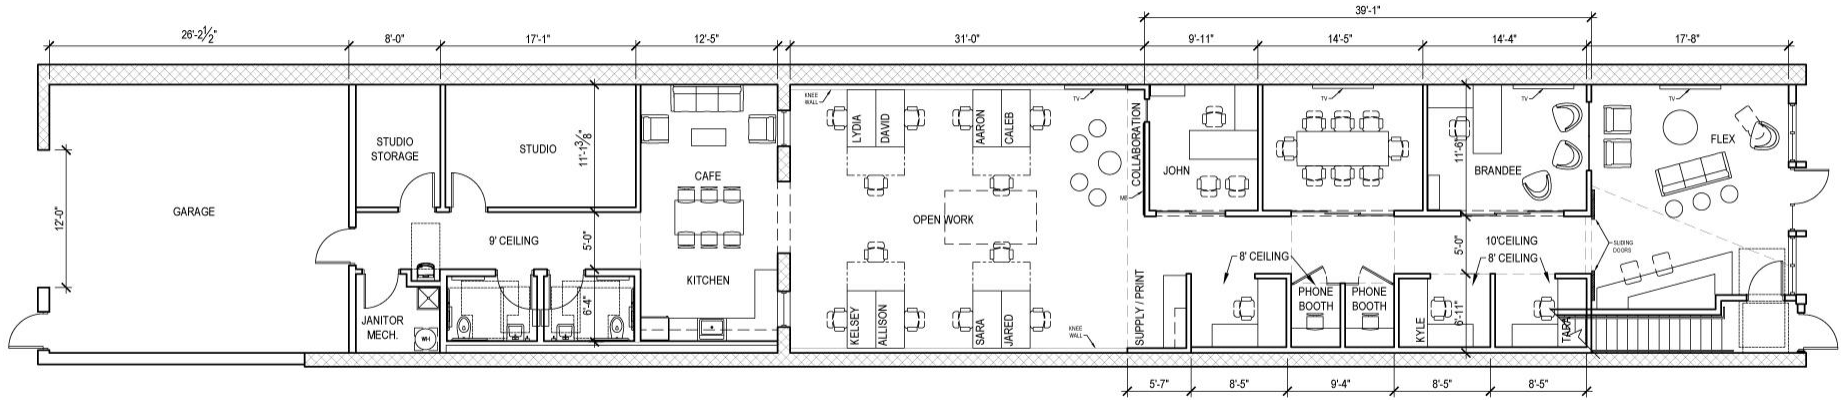 39'-1"
26'-2½"
8'-0"
17'-1"
12'-5"
31'-0"
9'-11"
14'-5"
14'-4"
17'-8"
KNEE
WALL
TV
TV
TV
TV
LYDIA
DAVID
AARON
CALEB
COLLABORATION
STUDIO
STORAGE
STUDIO
11'-1⅜"
CAFE
JOHN
11'-6"
BRANDEE
FLEX
12'-0"
GARAGE
9' CEILING
5'-0"
OPEN WORK
5'-0"
10'CEILING
8' CEILING
8' CEILING
SLIDING
DOORS
KITCHEN
6'-4"
SUPPLY / PRINT
PHONE
BOOTH
PHONE
BOOTH
6'-11"
JANITOR
MECH.
WH
KELSEY
ALLISON
SARA
JARED
KNEE
WALL
KYLE
TARA
5'-7"
8'-5"
9'-4"
8'-5"
8'-5"